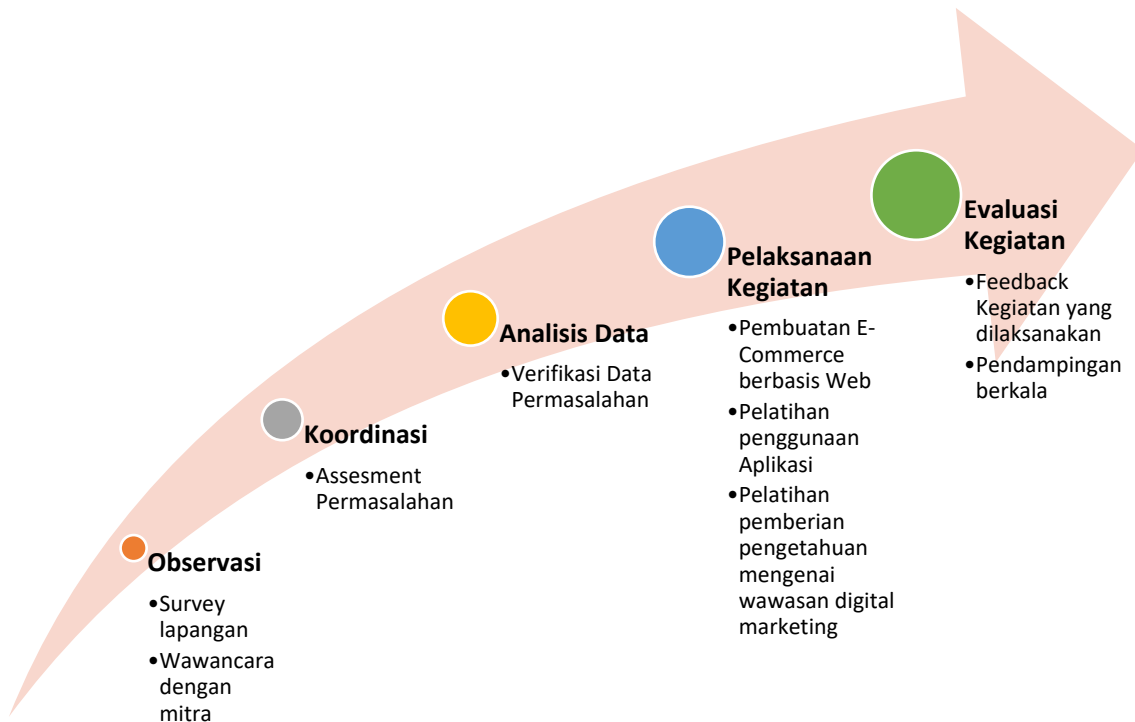 Observasi
•Survey
lapangan
•Wawancara
dengan
mitra
Koordinasi
•Assesment
Permasalahan
Analisis Data
•Verifikasi Data
Permasalahan
Pelaksanaan
Kegiatan
•Pembuatan E-
Commerce
berbasis Web
•Pelatihan
penggunaan
Aplikasi
•Pelatihan
pemberian
pengetahuan
mengenai
wawasan digital
marketing
Evaluasi
Kegiatan
•Feedback
Kegiatan yang
dilaksanakan
•Pendampingan
berkala